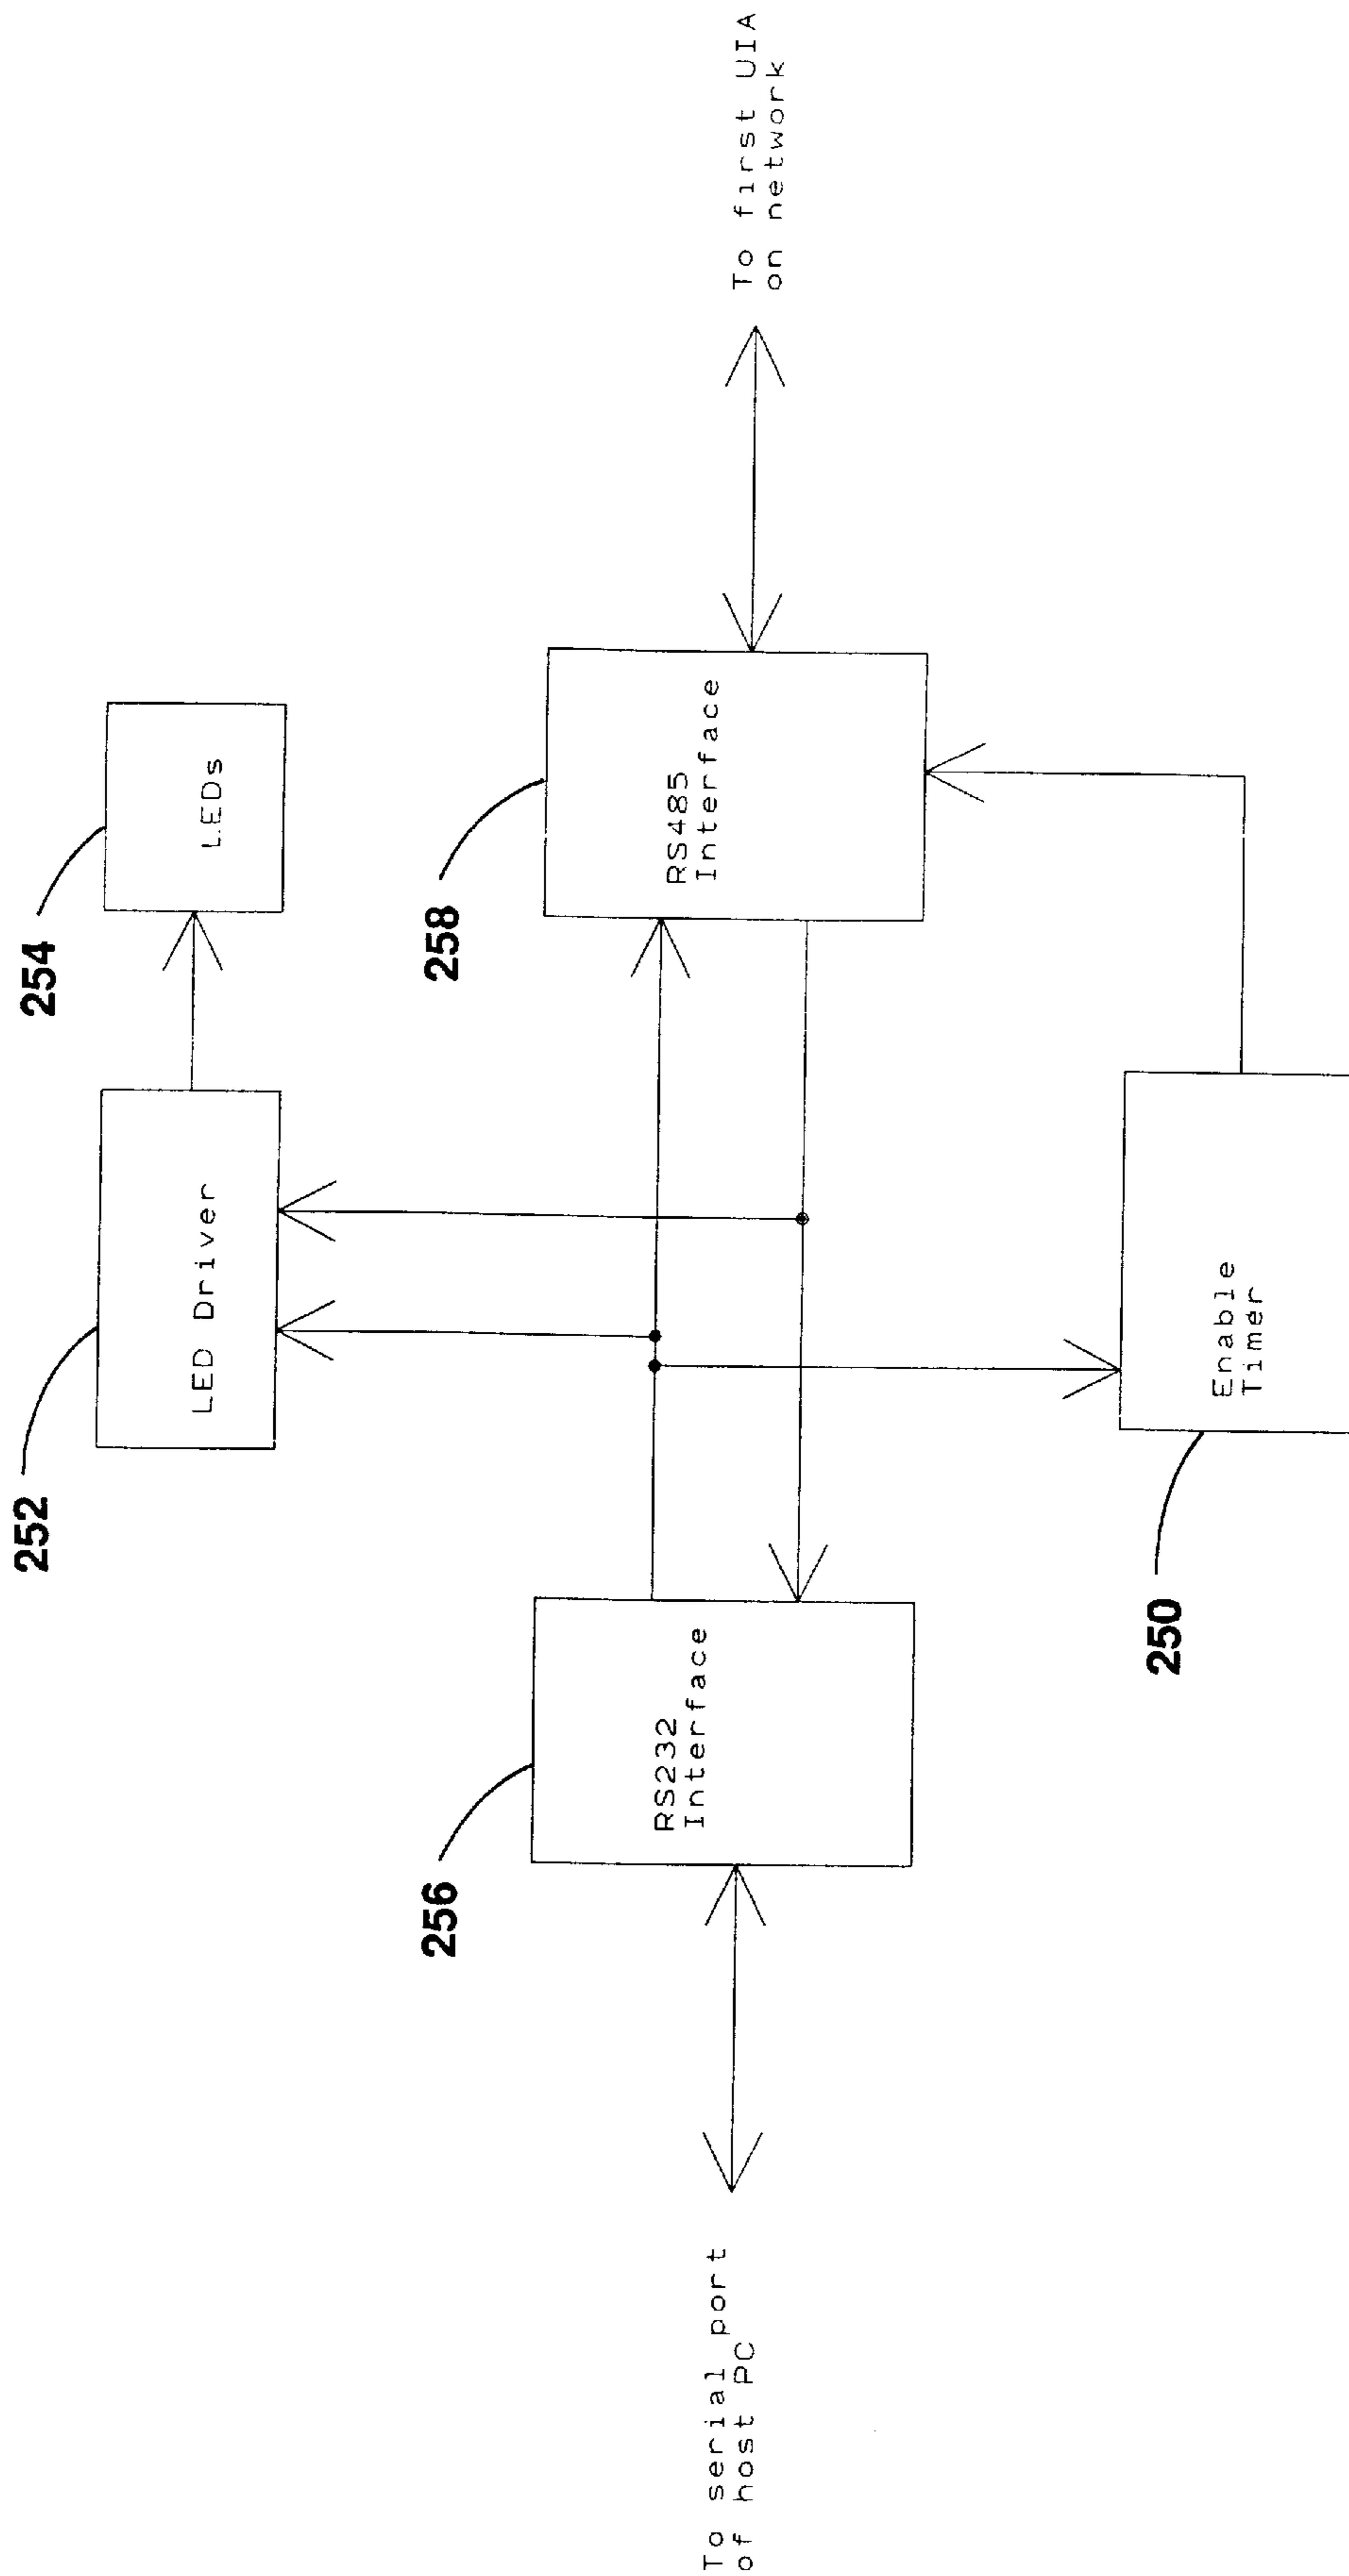 252
254
LED Driver
LEDs
256
258
To serial port
of host PC
RS232
Interface
RS485
Interface
To first UIA
on network
250
Enable
Timer